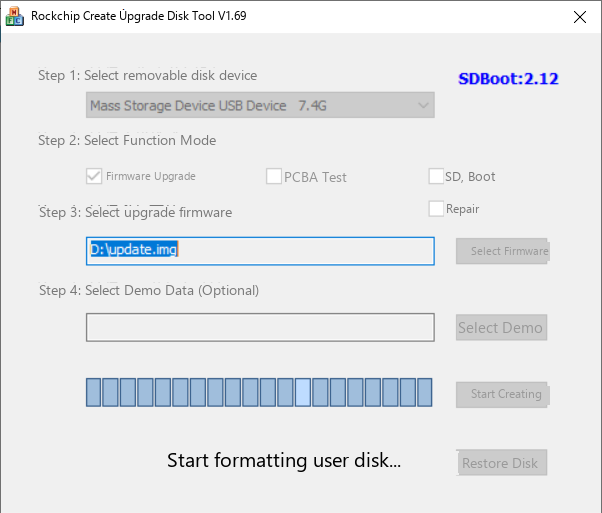 Rockchip Create Upgrade Disk Tool V1.69
Step 1: Select removable disk device
SDBoot:2.12
Mass Storage Device USB Device 7.4G
Step 2: Select Function Mode
Firmware Upgrade
PCBA Test
SD, Boot
Step 3: Select upgrade firmware
Repair
D:\update.img
Select Firmware
Step 4: Select Demo Data (Optional)
Select Demo
Start Creating
Start formatting user disk...
Restore Disk